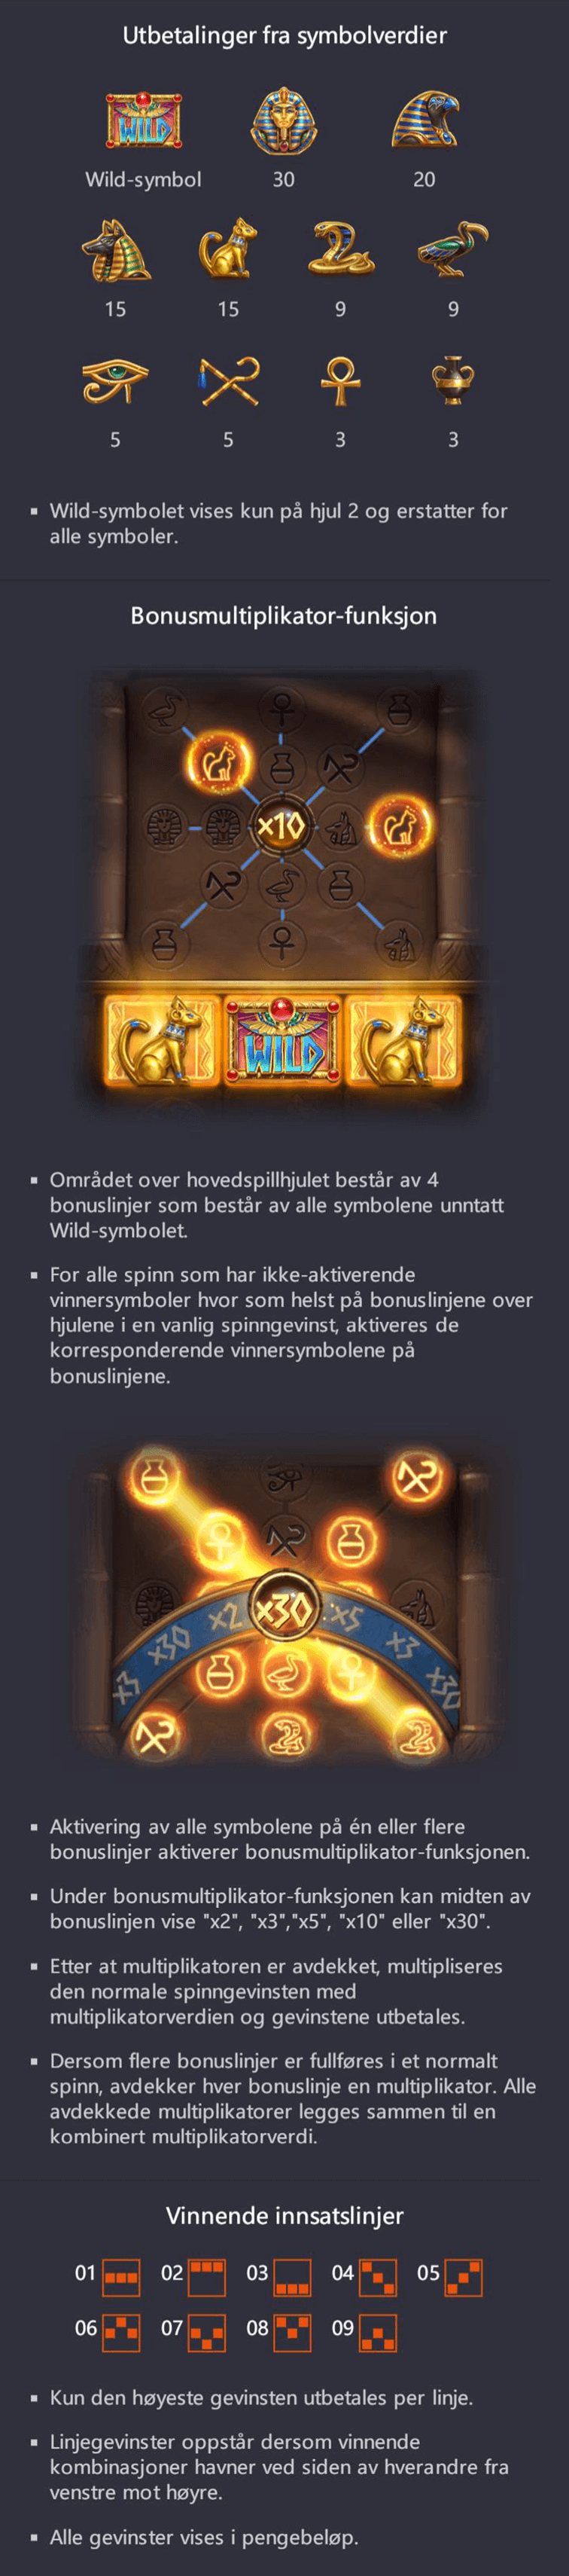 Utbetalinger fra symbolverdier
WILD
Wild-symbol 30 20
15 15 9 9
5 5 3 3
Wild-symbolet vises kun på hjul 2 og erstatter for
alle symboler.
Bonusmultiplikator-funksjon
x10
WILD
Området over hovedspillhjulet består av 4
bonuslinjer som består av alle symbolene unntatt
Wild-symbolet.
For alle spinn som har ikke-aktiverende
vinnersymboler hvor som helst på bonuslinjene over
hjulene i en vanlig spinngevinst, aktiveres de
korresponderende vinnersymbolene på
bonuslinjene.
x3 x30 x2 x30 x5 x3 x30
Aktivering av alle symbolene på én eller flere
bonuslinjer aktiverer bonusmultiplikator-funksjonen.
Under bonusmultiplikator-funksjonen kan midten av
bonuslinjen vise "x2", "x3","x5", "x10" eller "x30".
Etter at multiplikatoren er avdekket, multipliseres
den normale spinngevinsten med
multiplikatorverdien og gevinstene utbetales.
Dersom flere bonuslinjer er fullføres i et normalt
spinn, avdekker hver bonuslinje en multiplikator. Alle
avdekkede multiplikatorer legges sammen til en
kombinert multiplikatorverdi.
Vinnende innsatslinjer
01 02 03 04 05
06 07 08 09
Kun den høyeste gevinsten utbetales per linje.
Linjegevinster oppstår dersom vinnende
kombinasjoner havner ved siden av hverandre fra
venstre mot høyre.
Alle gevinster vises i pengebeløp.